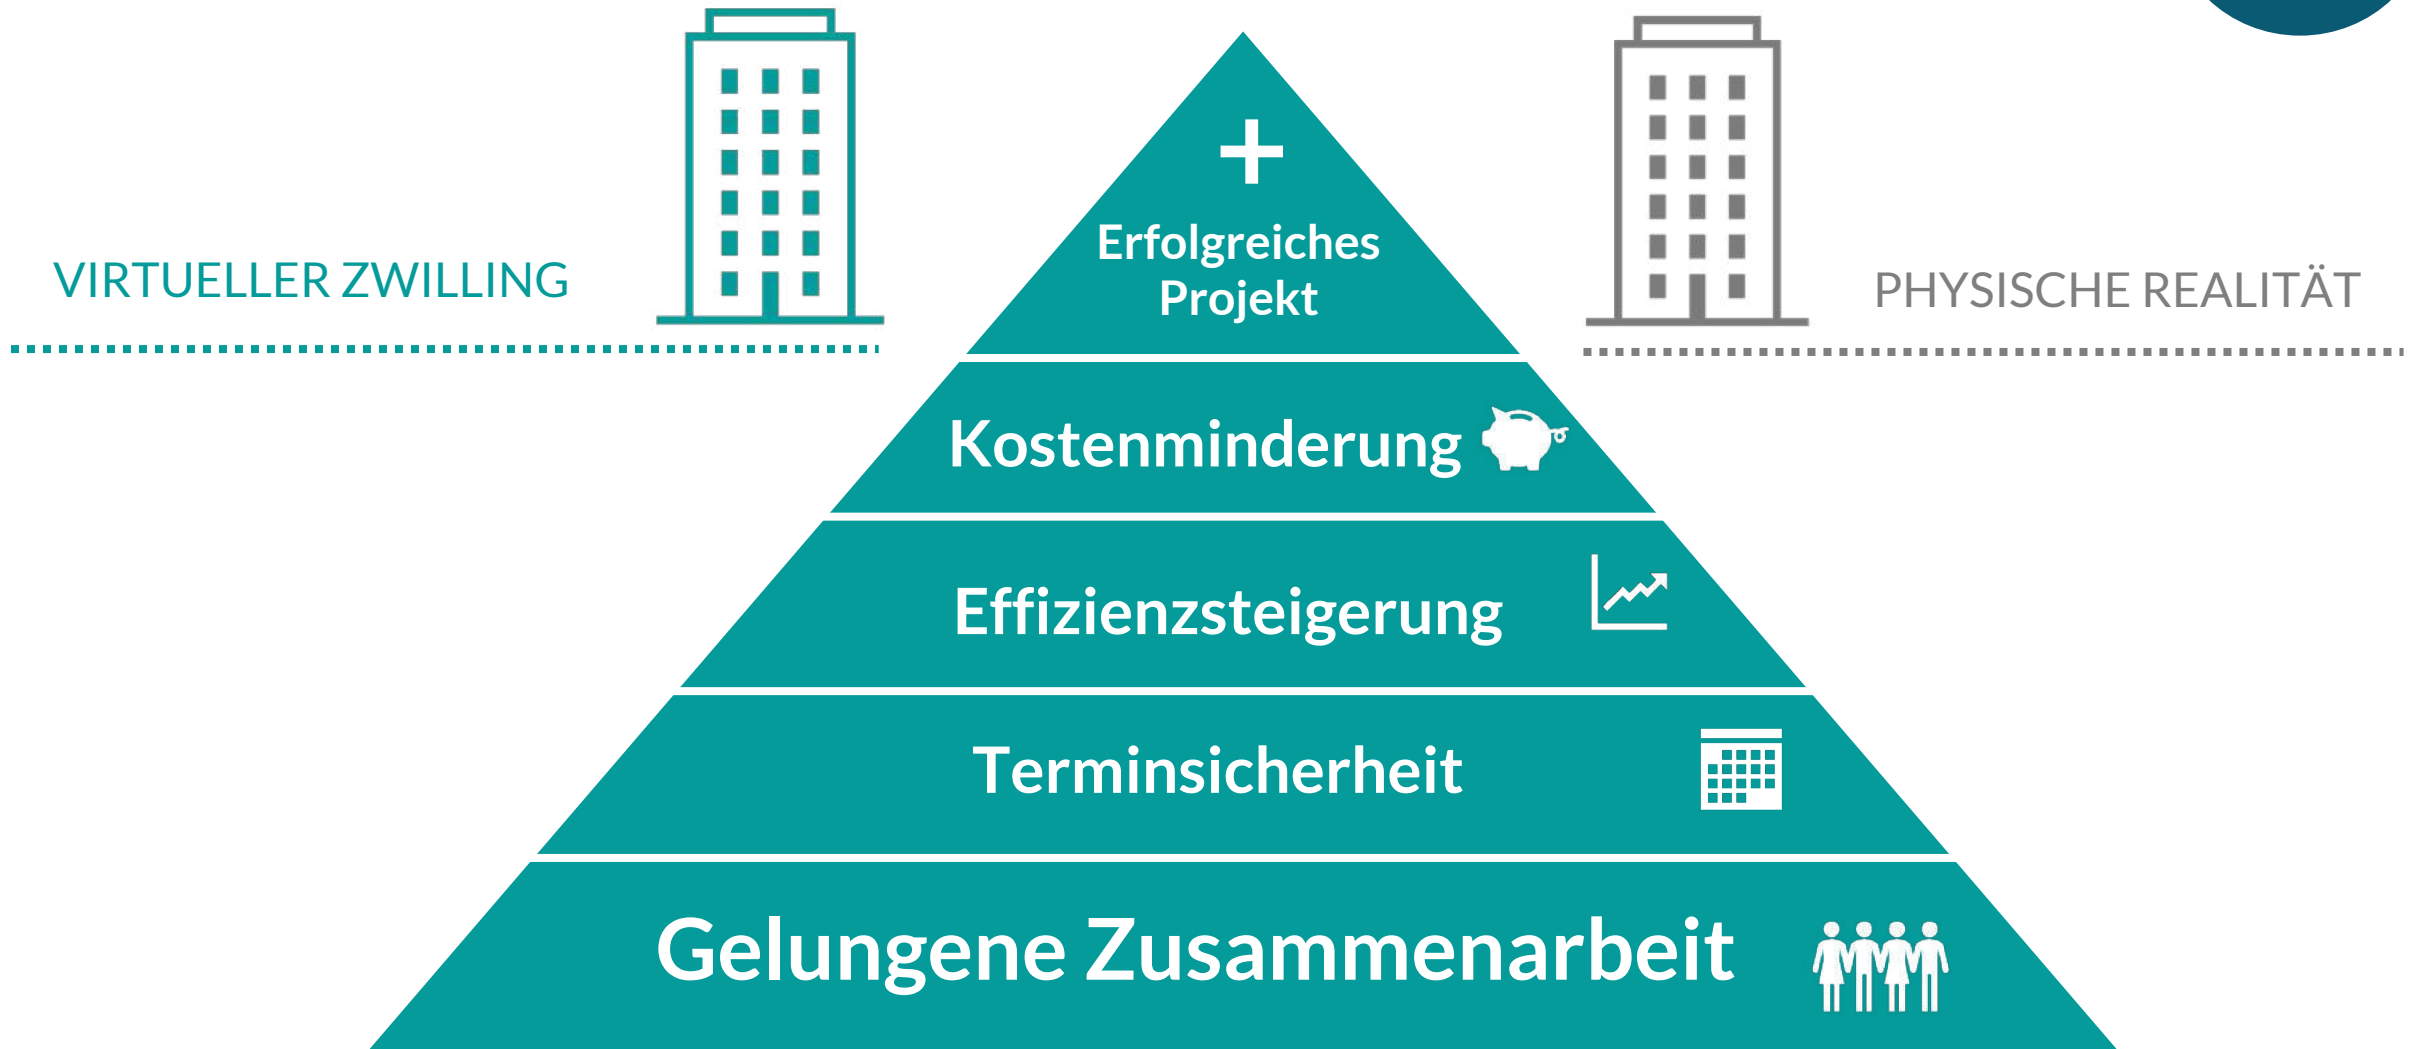 VIRTUELLER ZWILLING
PHYSISCHE REALITÄT
+
Erfolgreiches
Projekt
Kostenminderung
Effizienzsteigerung
Terminsicherheit
Gelungene Zusammenarbeit